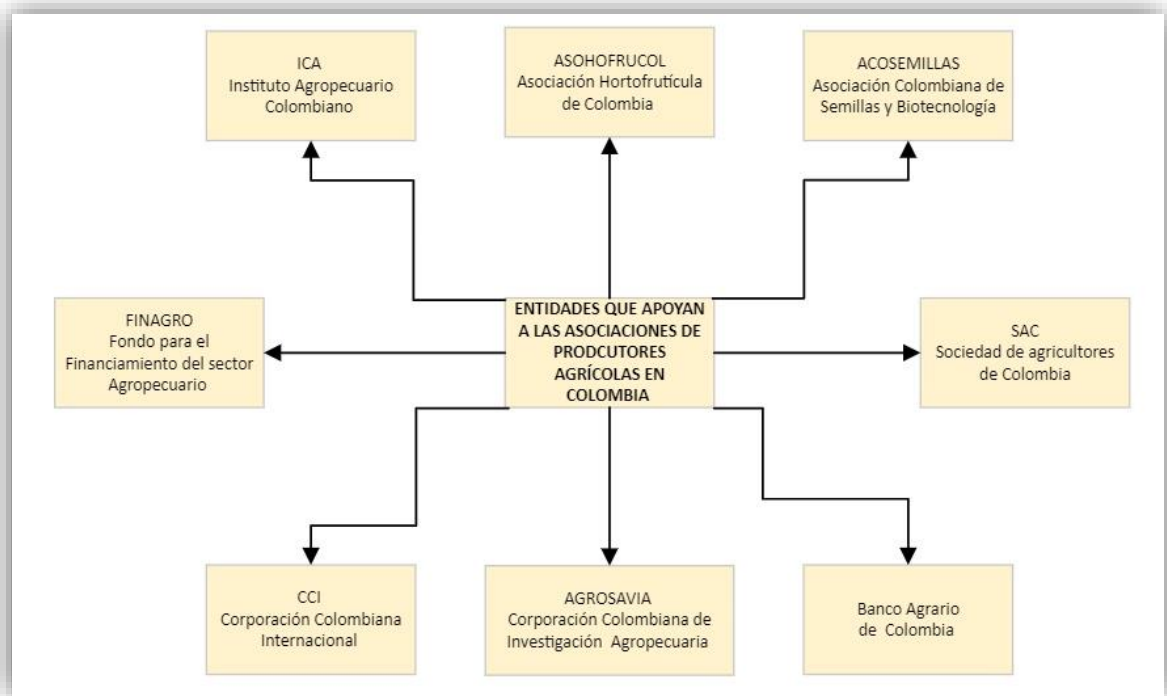 ICA
Instituto Agropecuario
Colombiano
ASOHOFRUCOL
Asociación Hortofrutícula
de Colombia
ACOSEMILLAS
Asociación Colombiana de
Semillas y Biotecnología
FINAGRO
Fondo para el
Financiamiento del sector
Agropecuario
ENTIDADES QUE APOYAN
A LAS ASOCIACIONES DE
PRODCUTORES
AGRÍCOLAS EN
COLOMBIA
SAC
Sociedad de agricultores
de Colombia
CCI
Corporación Colombiana
Internacional
AGROSAVIA
Corporación Colombiana de
Investigación Agropecuaria
Banco Agrario
de Colombia